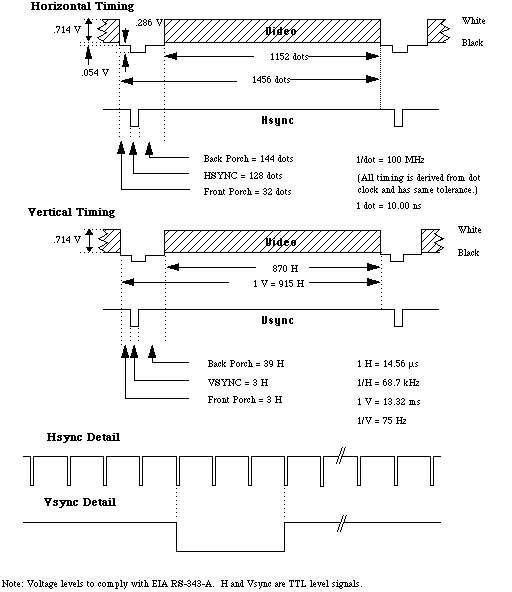 Horizontal Timing
.714 V
.286 V
.054 V
Video
White
Black
1152 dots
1456 dots
Hsync
Back Porch = 144 dots
HSYNC = 128 dots
Front Porch = 32 dots
1/dot = 100 MHz
(All timing is derived from dot
clock and has same tolerance.)
1 dot = 10.00 ns
Vertical Timing
.714 V
Video
White
Black
870 H
1 V = 915 H
Vsync
Back Porch = 39 H
VSYNC = 3 H
Front Porch = 3 H
1 H = 14.56 µs
1/H = 68.7 kHz
1 V = 13.32 ms
1/V = 75 Hz
Hsync Detail
Vsync Detail
Note: Voltage levels to comply with EIA RS-343-A. H and Vsync are TTL level signals.